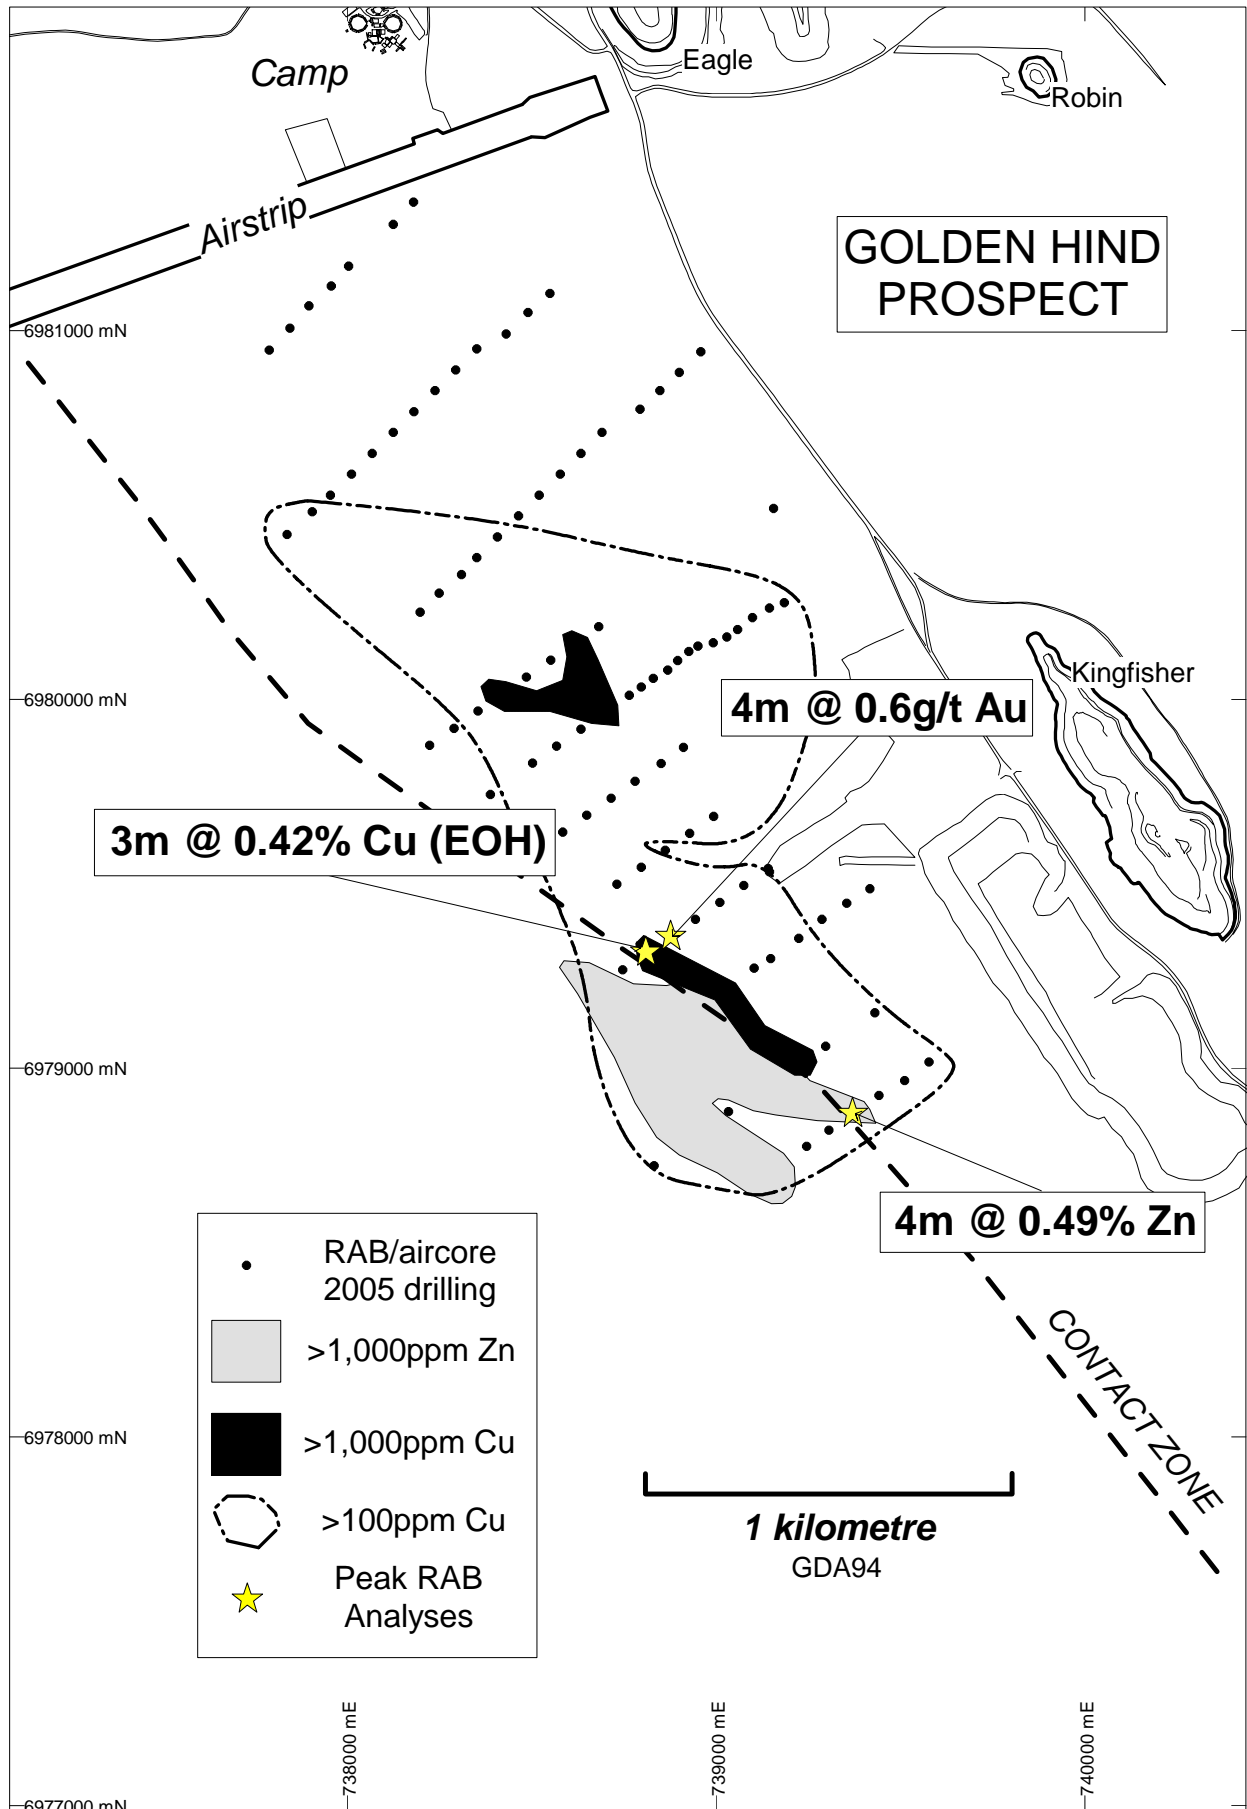 Camp
Eagle
Robin
Airstrip
GOLDEN HIND
PROSPECT
6981000 mN
Kingfisher
6980000 mN
4m @ 0.6g/t Au
3m @ 0.42% Cu (EOH)
6979000 mN
4m @ 0.49% Zn
RAB/aircore
2005 drilling
>1,000ppm Zn
>1,000ppm Cu
>100ppm Cu
Peak RAB
Analyses
CONTACT ZONE
6978000 mN
1 kilometre
GDA94
738000 mE
739000 mE
740000 mE
6977000 mN